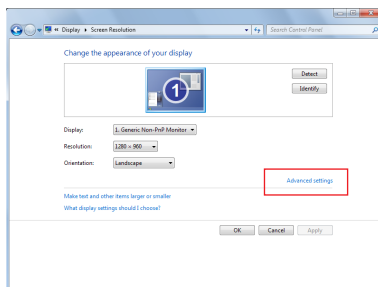 « Display ▸ Screen Resolution
Search Control Panel
Change the appearance of your display
1
Detect
Identify
Display: 1. Generic Non-PnP Monitor
Resolution: 1280 × 960
Orientation: Landscape
Advanced settings
Make text and other items larger or smaller
What display settings should I choose?
OK Cancel Apply